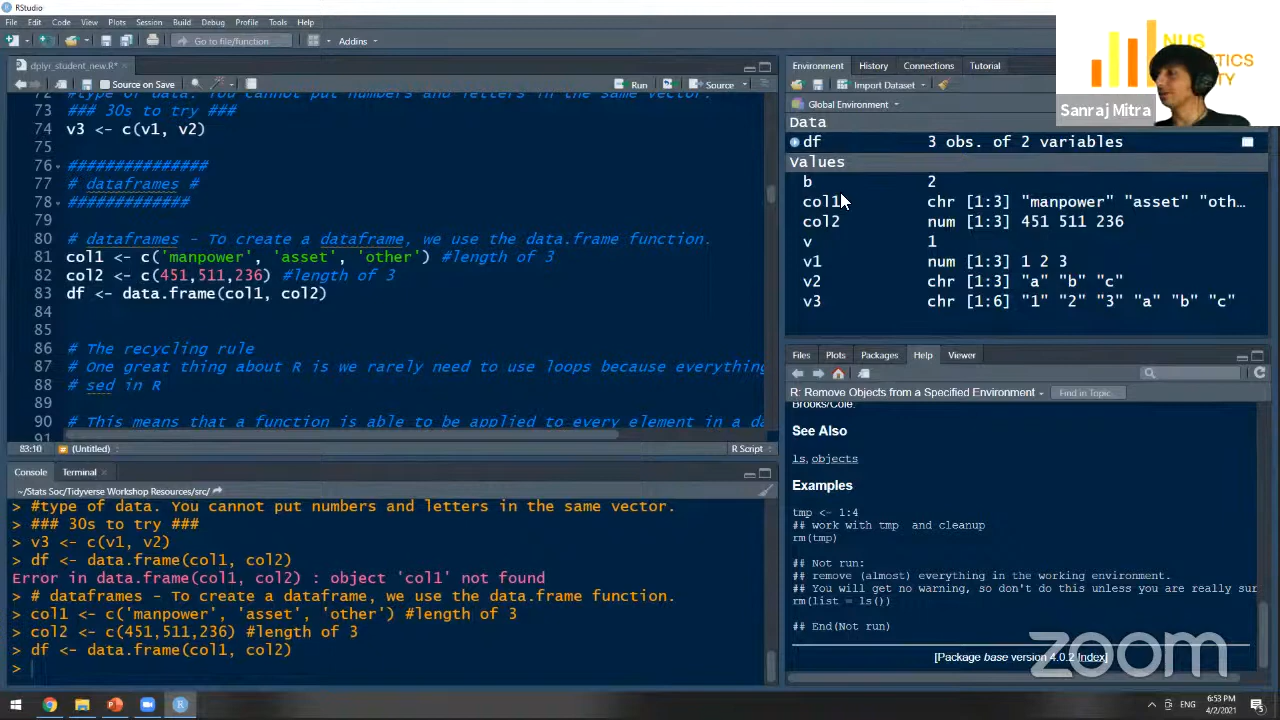 RStudio
File Edit Code View Plots Session Build Debug Profile Tools Help
Go to file/function
Addins
dplyr_student_new.R*
Source on Save
Run
Source
72 #type of data. You cannot put numbers and letters in the same vector.
73 ### 30s to try ###
74 v3 <- c(v1, v2)
75
76 ###############
77 # dataframes #
78 #############
79
80 # dataframes - To create a dataframe, we use the data.frame function.
81 col1 <- c('manpower', 'asset', 'other') #length of 3
82 col2 <- c(451,511,236) #length of 3
83 df <- data.frame(col1, col2)
84
85
86 # The recycling rule
87 # One great thing about R is we rarely need to use loops because everything
88 # sed in R
89
90 # This means that a function is able to be applied to every element in a da
91
83:10 (Untitled) R Script
Console Terminal
~/Stats Soc/Tidyverse Workshop Resources/src/
> #type of data. You cannot put numbers and letters in the same vector.
> ### 30s to try ###
> v3 <- c(v1, v2)
> df <- data.frame(col1, col2)
Error in data.frame(col1, col2) : object 'col1' not found
> # dataframes - To create a dataframe, we use the data.frame function.
> col1 <- c('manpower', 'asset', 'other') #length of 3
> col2 <- c(451,511,236) #length of 3
> df <- data.frame(col1, col2)
>
Environment History Connections Tutorial
Import Dataset
Global Environment
Data
df 3 obs. of 2 variables
Values
b 2
col1 chr [1:3] "manpower" "asset" "oth…
col2 num [1:3] 451 511 236
v 1
v1 num [1:3] 1 2 3
v2 chr [1:3] "a" "b" "c"
v3 chr [1:6] "1" "2" "3" "a" "b" "c"
Files Plots Packages Help Viewer
R: Remove Objects from a Specified Environment
Find in Topic
Brooks/Cole.
See Also
ls, objects
Examples
tmp <- 1:4
## work with tmp and cleanup
rm(tmp)
## Not run:
## remove (almost) everything in the working environment.
## You will get no warning, so don't do this unless you are really sur
rm(list = ls())
## End(Not run)
[Package base version 4.0.2 Index]
zoom
NUS
Sanraj Mitra
ENG
6:53 PM
4/2/2021